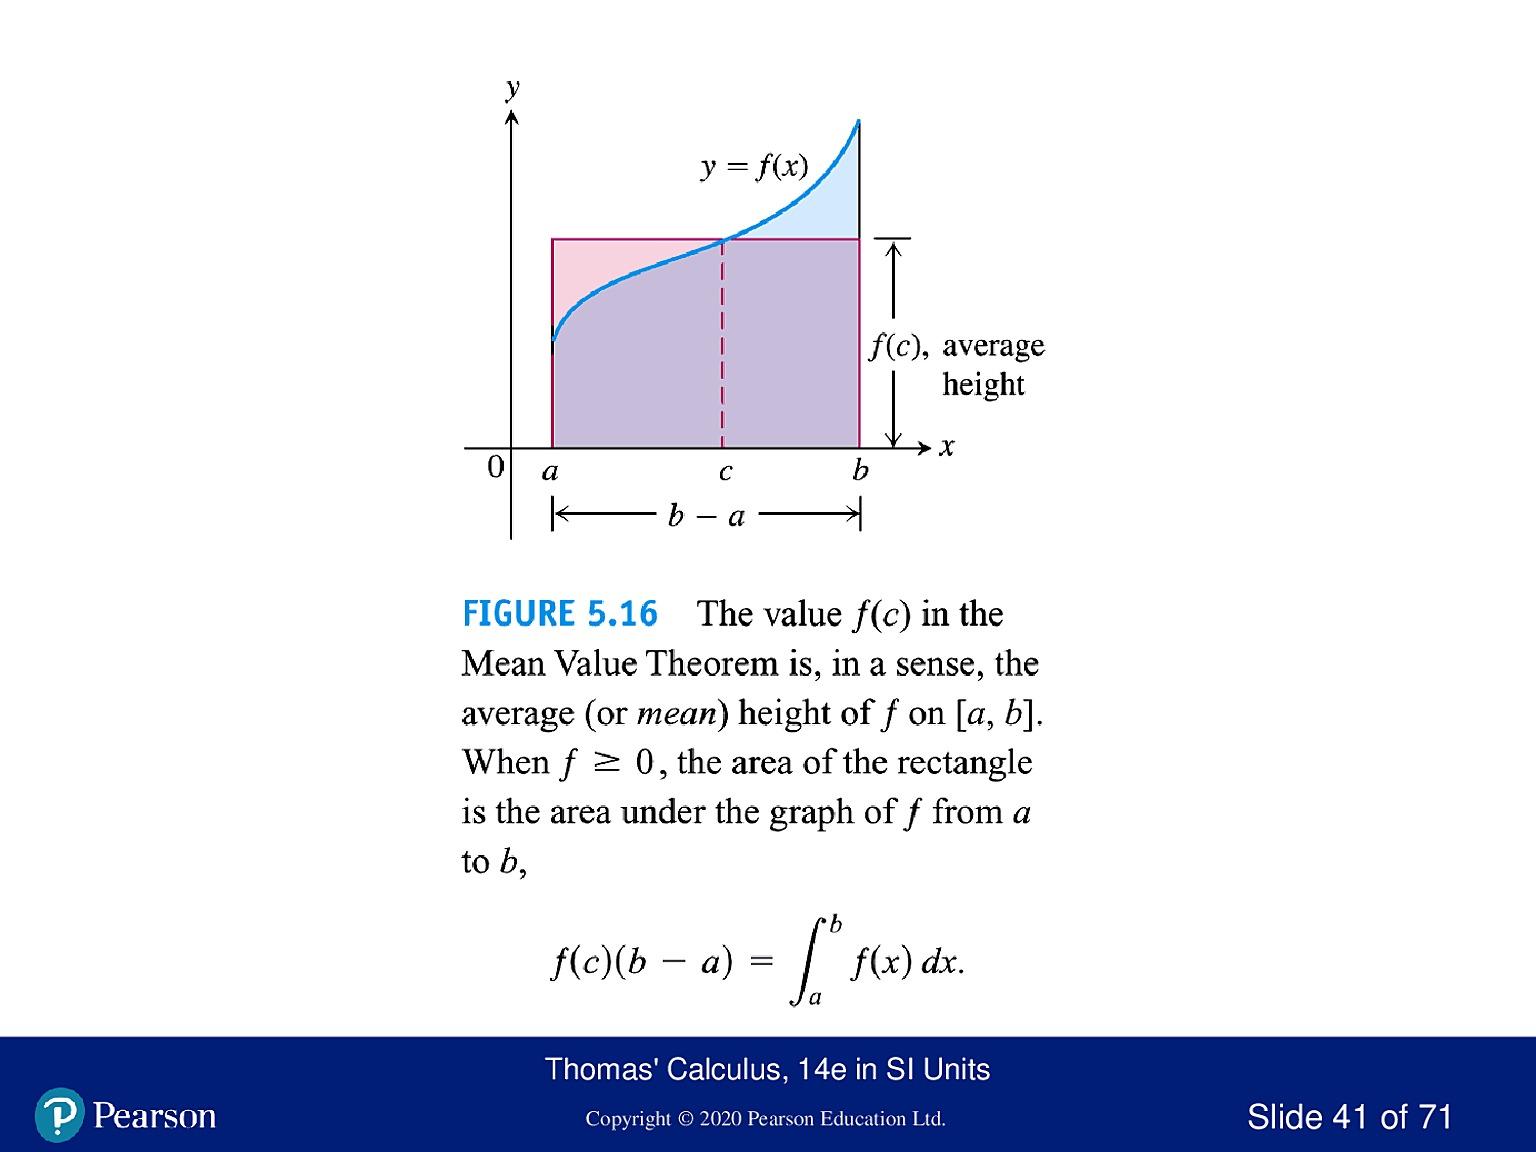 y
y = f(x)
f(c), average
height
x
0 a c b
b − a
FIGURE 5.16 The value f(c) in the
Mean Value Theorem is, in a sense, the
average (or mean) height of f on [a, b].
When f ≥ 0, the area of the rectangle
is the area under the graph of f from a
to b,
f(c)(b − a) = ∫_a^b f(x) dx.
Thomas' Calculus, 14e in SI Units
P Pearson
Copyright © 2020 Pearson Education Ltd.
Slide 41 of 71